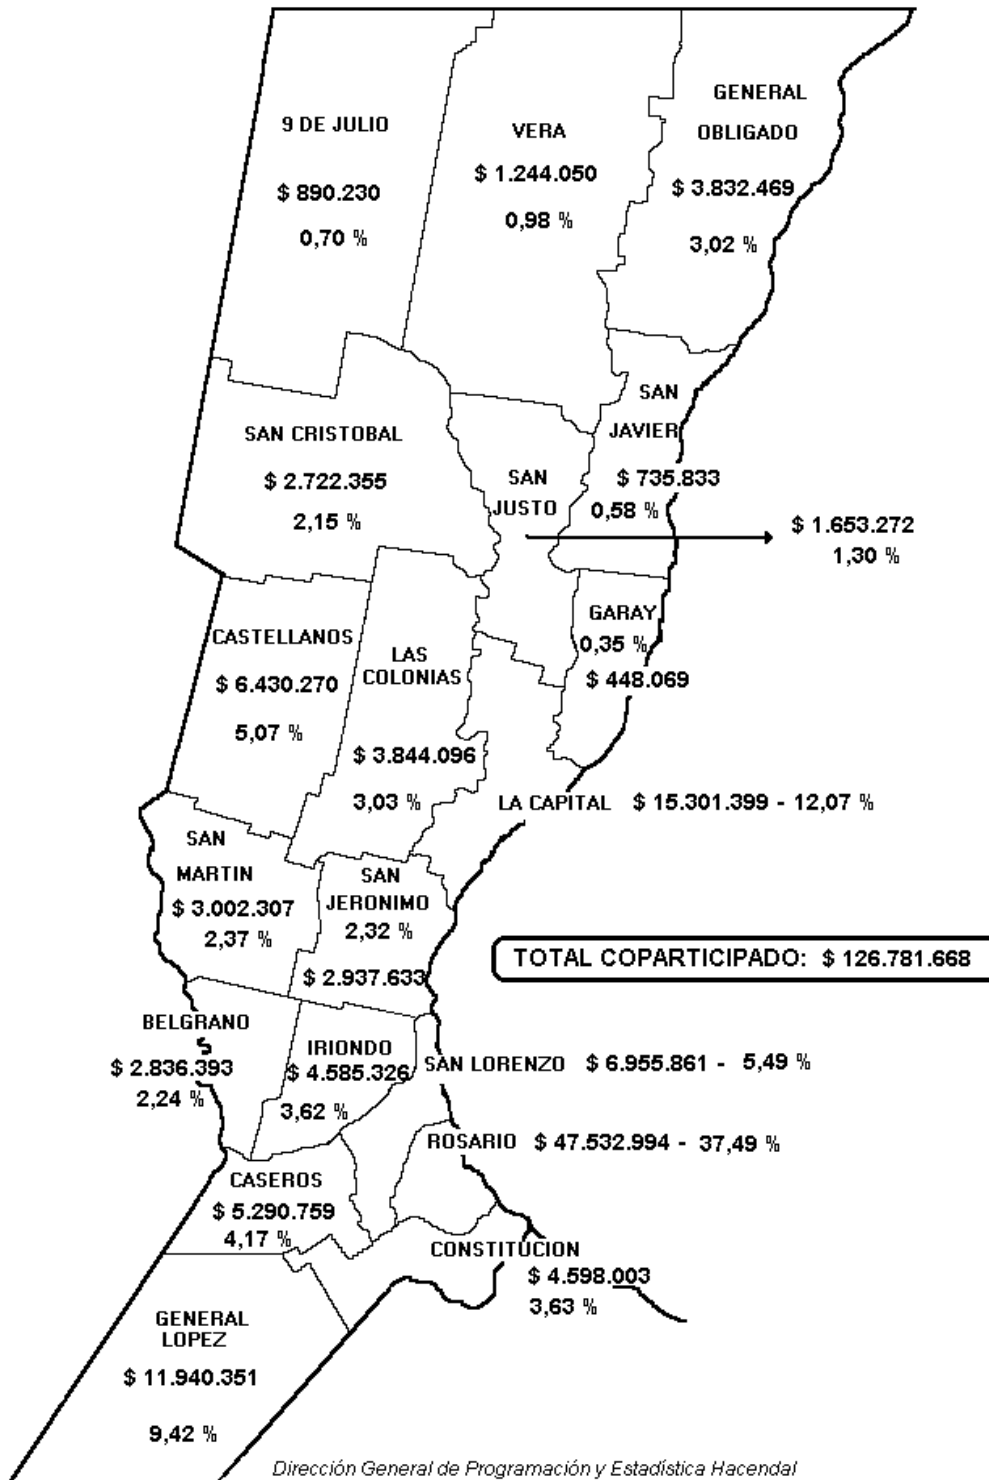 9 DE JULIO
$ 890.230
0,70 %
VERA
$ 1.244.050
0,98 %
GENERAL
OBLIGADO
$ 3.832.469
3,02 %
SAN CRISTOBAL
$ 2.722.355
2,15 %
SAN
JUSTO
$ 1.653.272
1,30 %
SAN
JAVIER
$ 735.833
0,58 %
CASTELLANOS
$ 6.430.270
5,07 %
LAS
COLONIAS
$ 3.844.096
3,03 %
GARAY
0,35 %
$ 448.069
LA CAPITAL $ 15.301.399 - 12,07 %
SAN
MARTIN
$ 3.002.307
2,37 %
SAN
JERONIMO
2,32 %
$ 2.937.633
TOTAL COPARTICIPADO: $ 126.781.668
BELGRANO
$ 2.836.393
2,24 %
IRIONDO
$ 4.585.326
3,62 %
SAN LORENZO $ 6.955.861 - 5,49 %
ROSARIO $ 47.532.994 - 37,49 %
CASEROS
$ 5.290.759
4,17 %
CONSTITUCION
$ 4.598.003
3,63 %
GENERAL
LOPEZ
$ 11.940.351
9,42 %
Dirección General de Programación y Estadística Hacendal